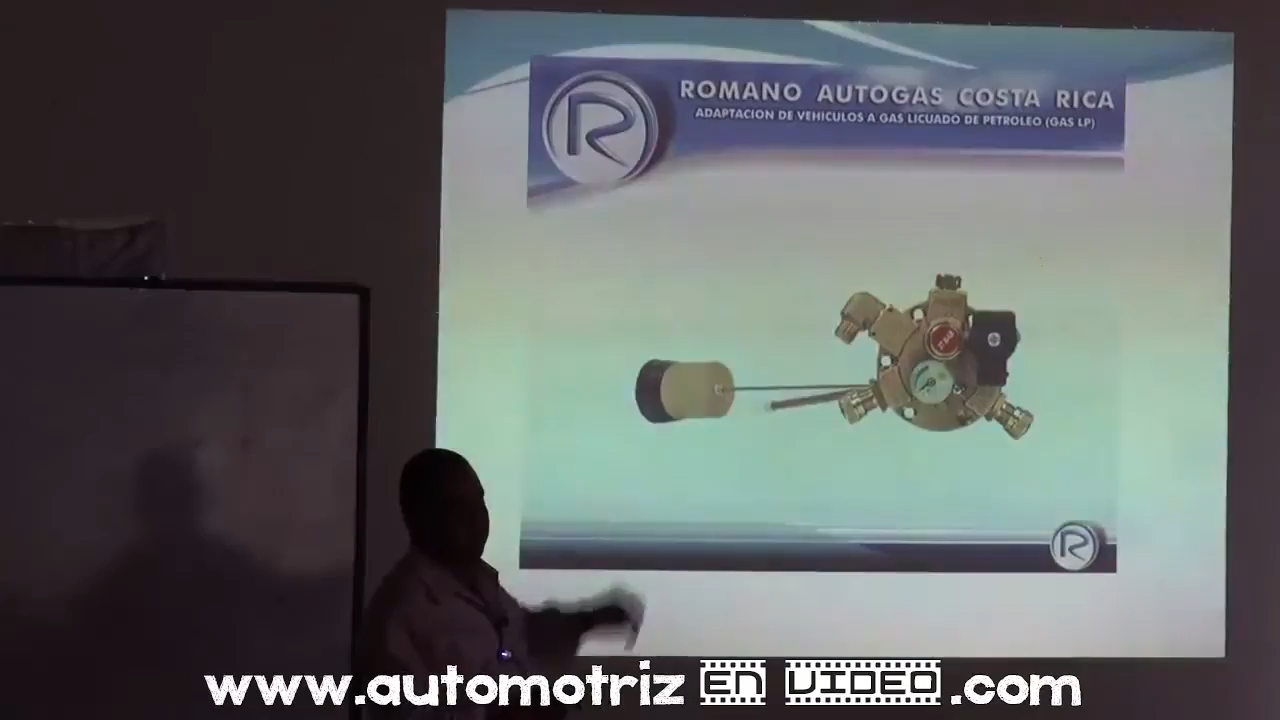 R
ROMANO AUTOGAS COSTA RICA
ADAPTACION DE VEHICULOS A GAS LICUADO DE PETROLEO (GAS LP)
R
www.automotriz EN VIDEO .com